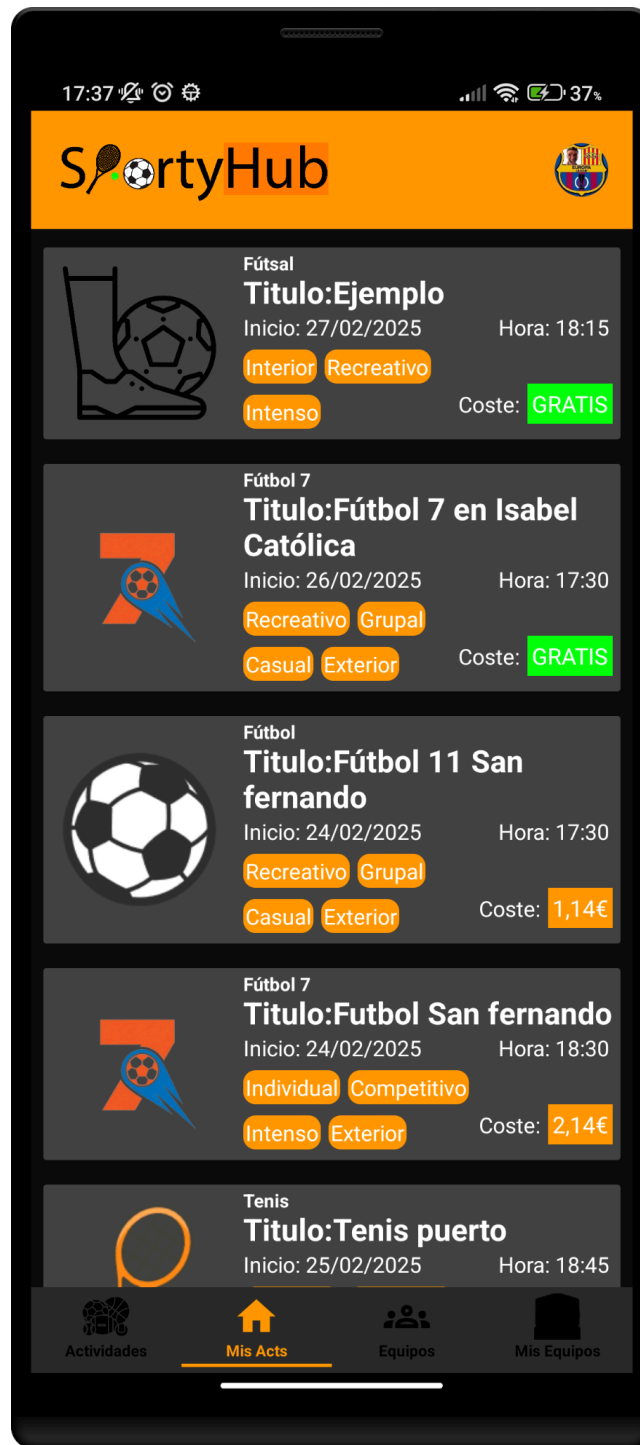 17:37 37%
SportyHub
Fútsal
Titulo:Ejemplo
Inicio: 27/02/2025 Hora: 18:15
Interior Recreativo
Intenso Coste: GRATIS
Fútbol 7
Titulo:Fútbol 7 en Isabel
Católica
Inicio: 26/02/2025 Hora: 17:30
Recreativo Grupal
Casual Exterior Coste: GRATIS
Fútbol
Titulo:Fútbol 11 San
fernando
Inicio: 24/02/2025 Hora: 17:30
Recreativo Grupal
Casual Exterior Coste: 1,14€
Fútbol 7
Titulo:Futbol San fernando
Inicio: 24/02/2025 Hora: 18:30
Individual Competitivo
Intenso Exterior Coste: 2,14€
Tenis
Titulo:Tenis puerto
Inicio: 25/02/2025 Hora: 18:45
Actividades Mis Acts Equipos Mis Equipos